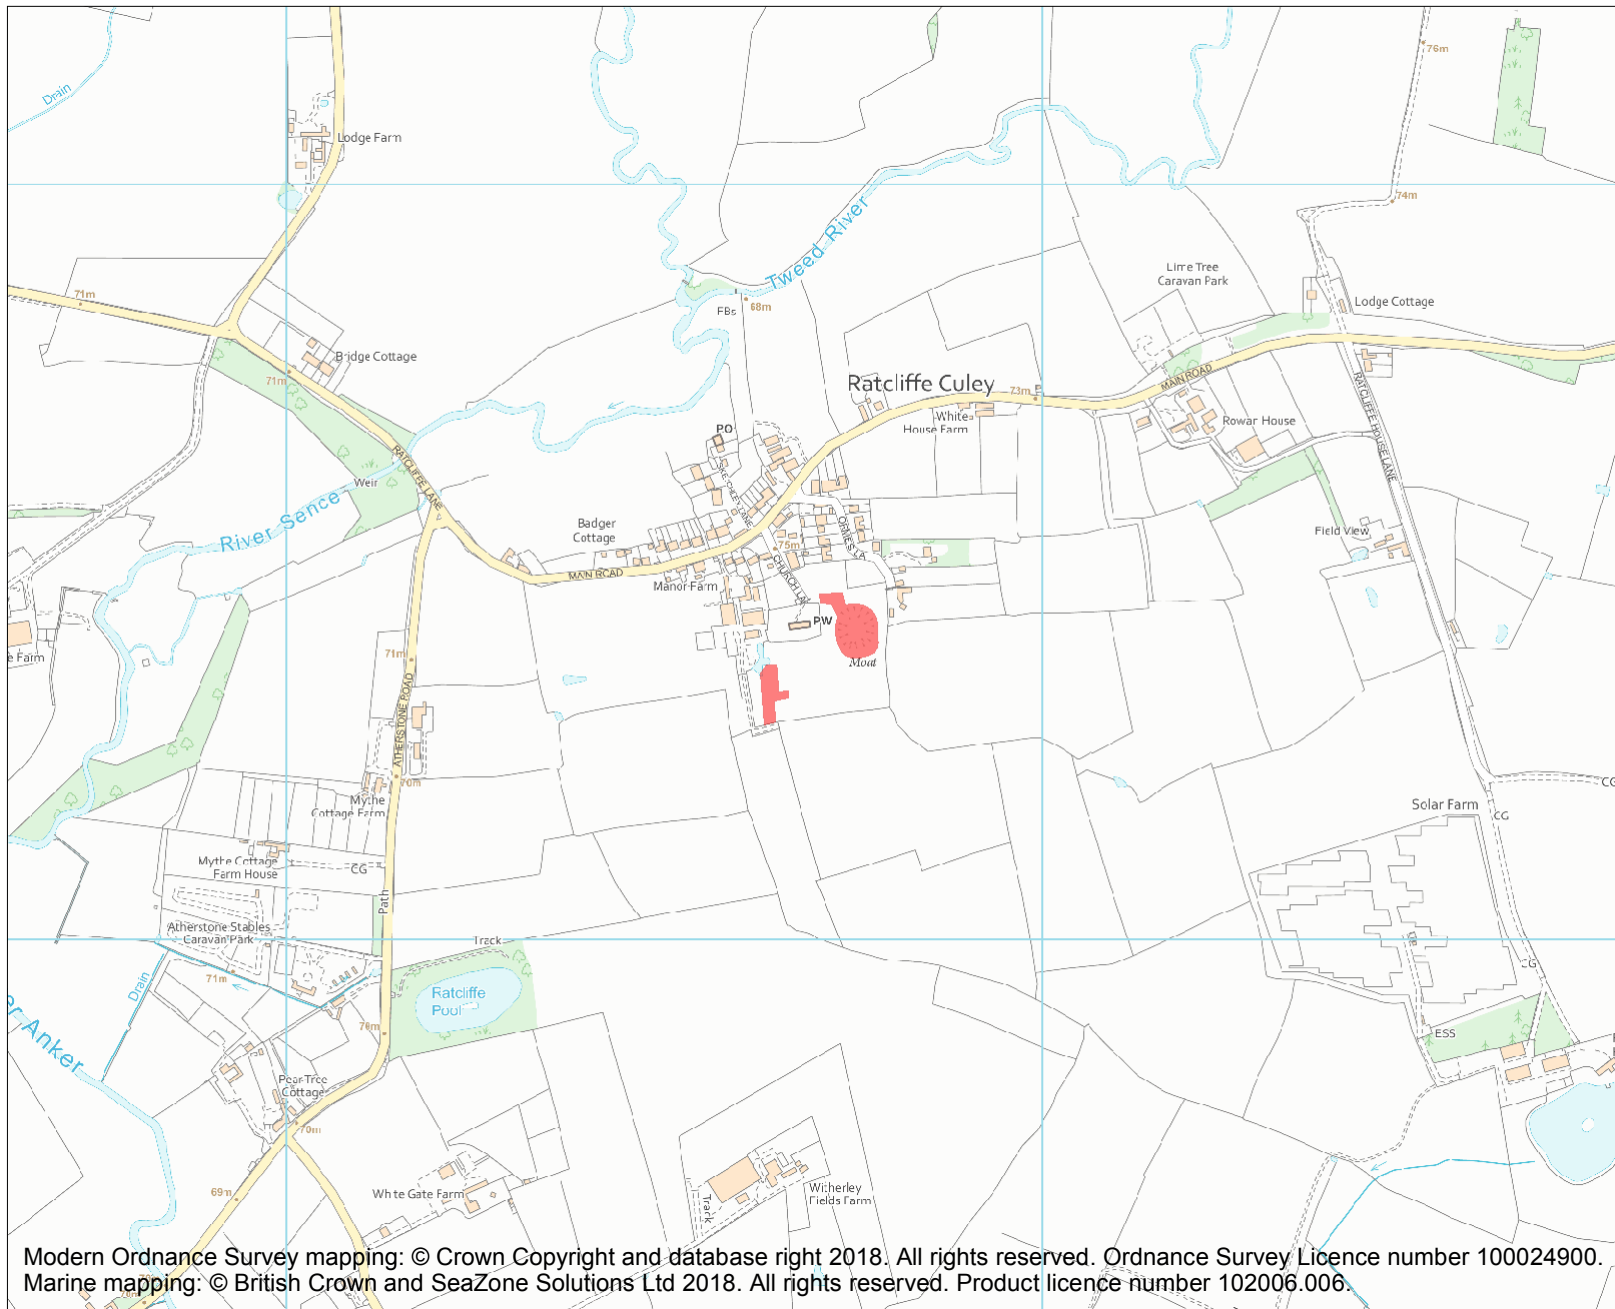 76m
Drain
Lodge Farm
74m
Tweed River
Lime Tree
Caravan Park
71m
Lodge Cottage
FBs
68m
Bridge Cottage
71m
Ratcliffe Culey
73m
MAIN ROAD
RATCLIFFE HOUSE LANE
White
House Farm
Rowar House
PO
RATCLIFFE LANE
Weir
River Sence
Badger
Cottage
ORMES LA
75m
Field View
MAIN ROAD
CHURCH LA
Manor Farm
PW
Moat
e Farm
71m
ATHERSTONE ROAD
70m
Mythe
Cottage Farm
CG
Solar Farm
CG
Mythe Cottage
Farm House
CG
Path
Atherstone Stables
Caravan Park
Track
71m
Drain
CG
Ratcliffe
Pool
70m
er Anker
ESS
Pear Tree
Cottage
70m
69m
White Gate Farm
Track
Witherley
Fields Farm
Modern Ordnance Survey mapping: © Crown Copyright and database right 2018. All rights reserved. Ordnance Survey Licence number 100024900.
Marine mapping: © British Crown and SeaZone Solutions Ltd 2018. All rights reserved. Product licence number 102006.006.